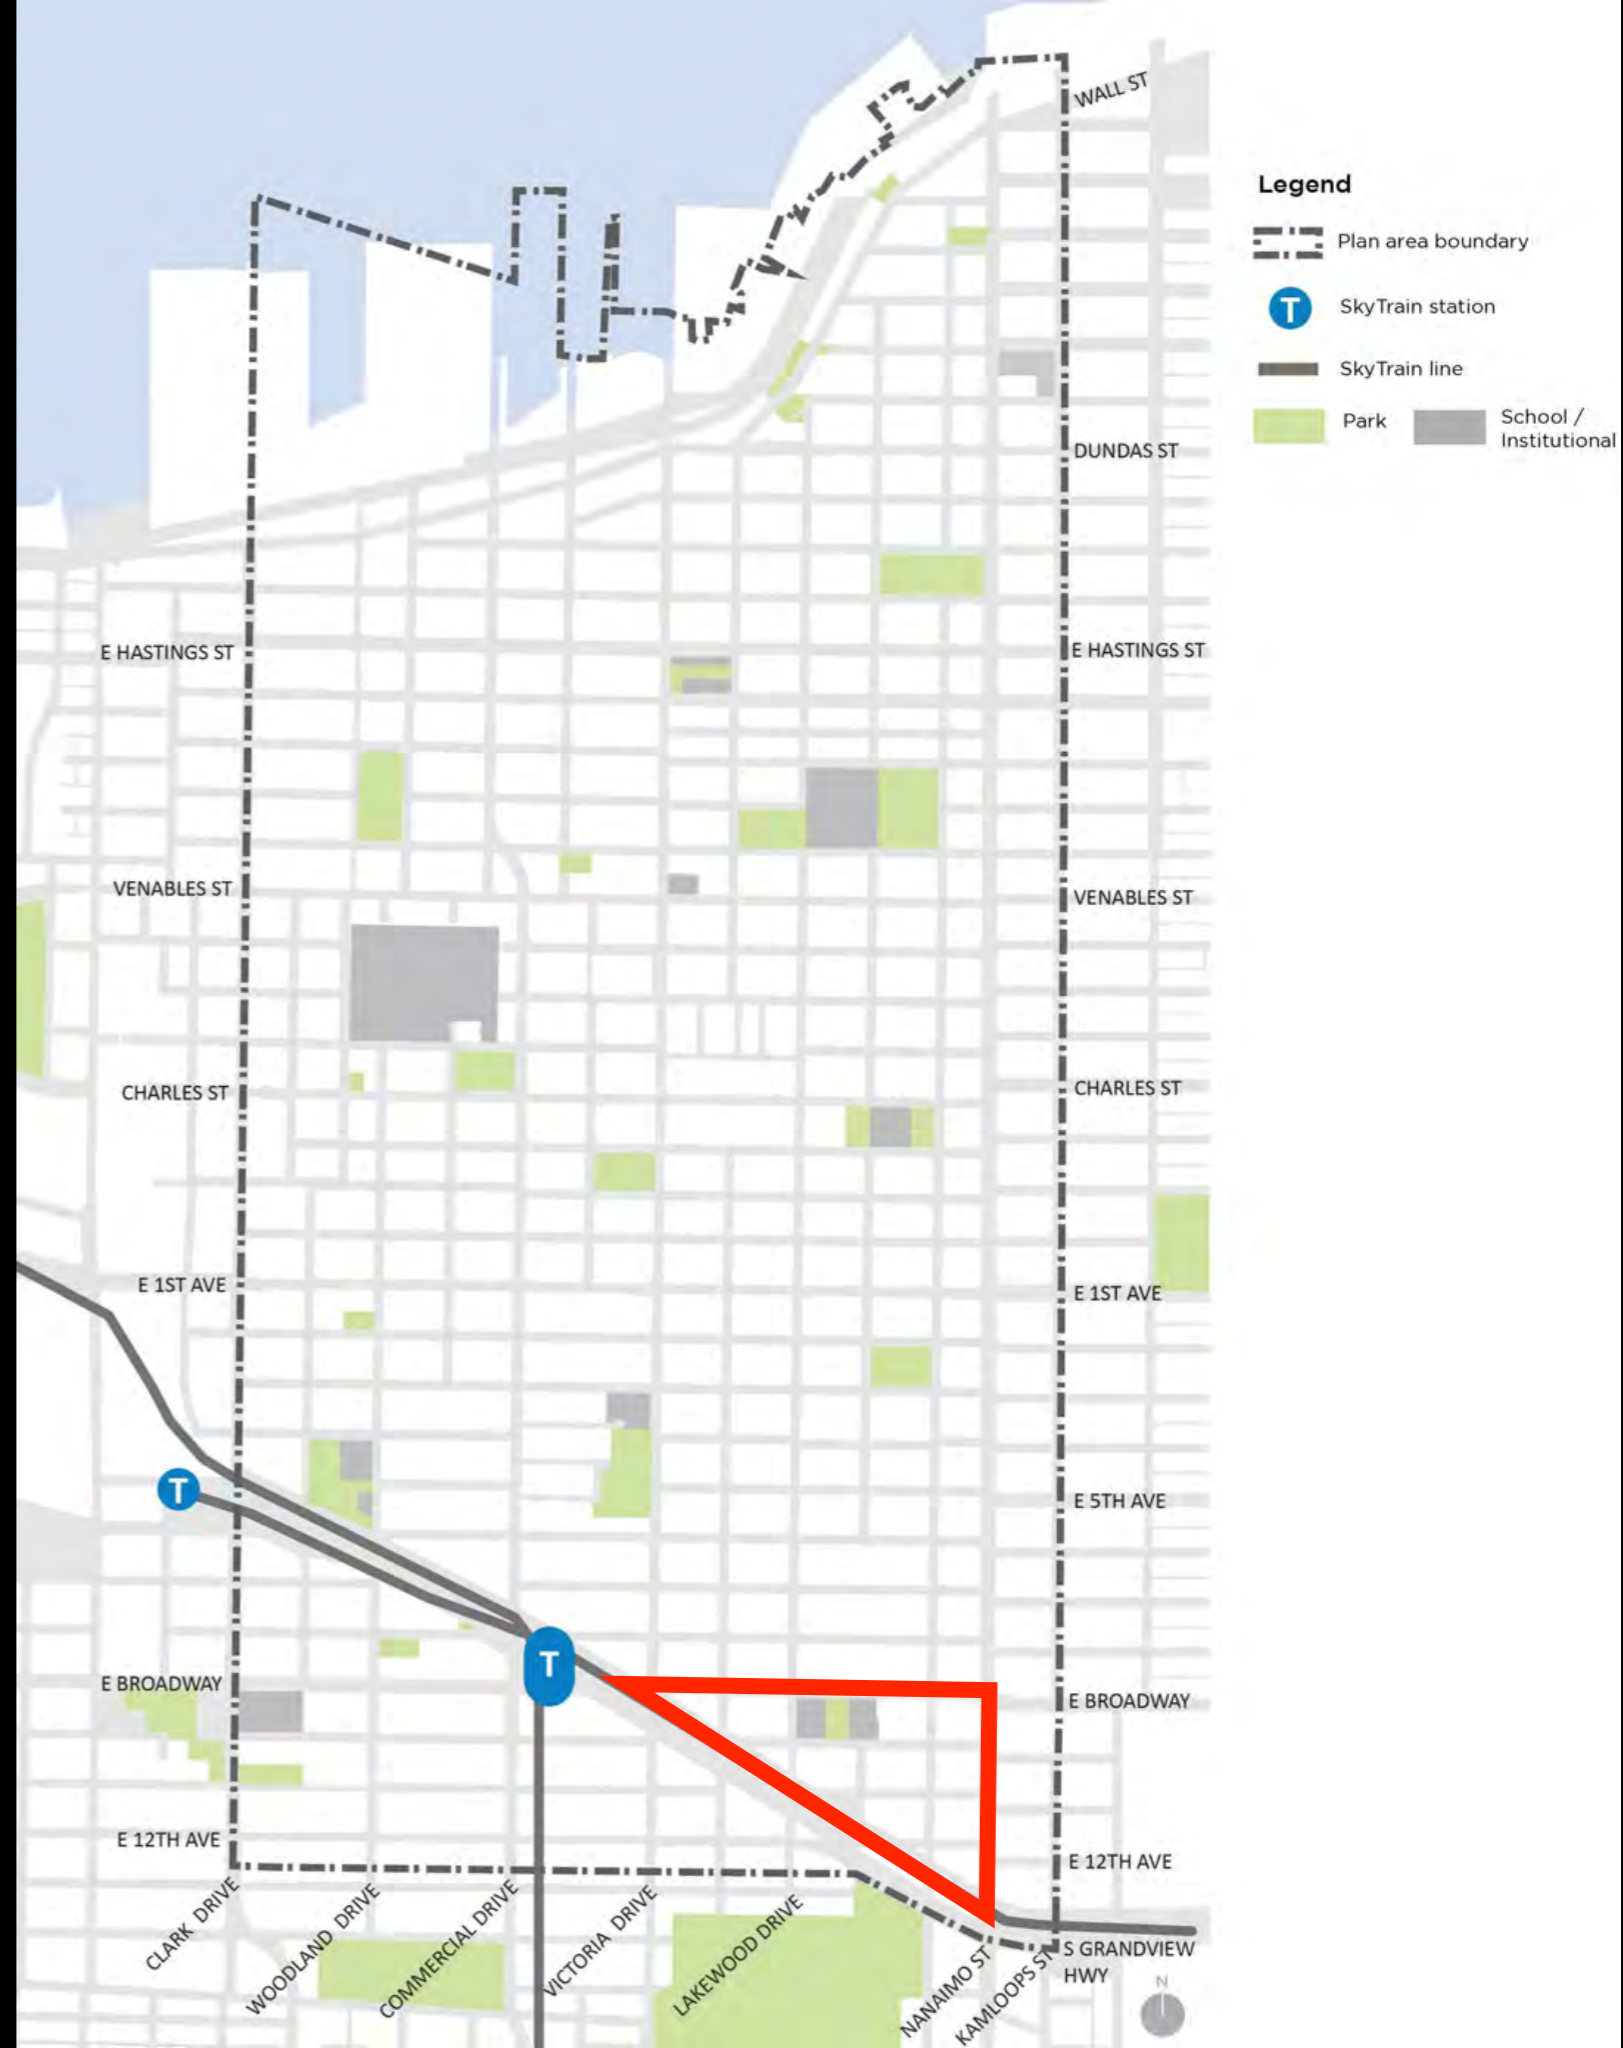 WALL ST
Legend
Plan area boundary
T
SkyTrain station
SkyTrain line
Park
School /
Institutional
DUNDAS ST
E HASTINGS ST
E HASTINGS ST
VENABLES ST
VENABLES ST
CHARLES ST
CHARLES ST
E 1ST AVE
E 1ST AVE
T
E 5TH AVE
T
E BROADWAY
E BROADWAY
E 12TH AVE
E 12TH AVE
CLARK DRIVE
WOODLAND DRIVE
COMMERCIAL DRIVE
VICTORIA DRIVE
LAKEWOOD DRIVE
NANAIMO ST
KAMLOOPS ST
S GRANDVIEW
HWY
N